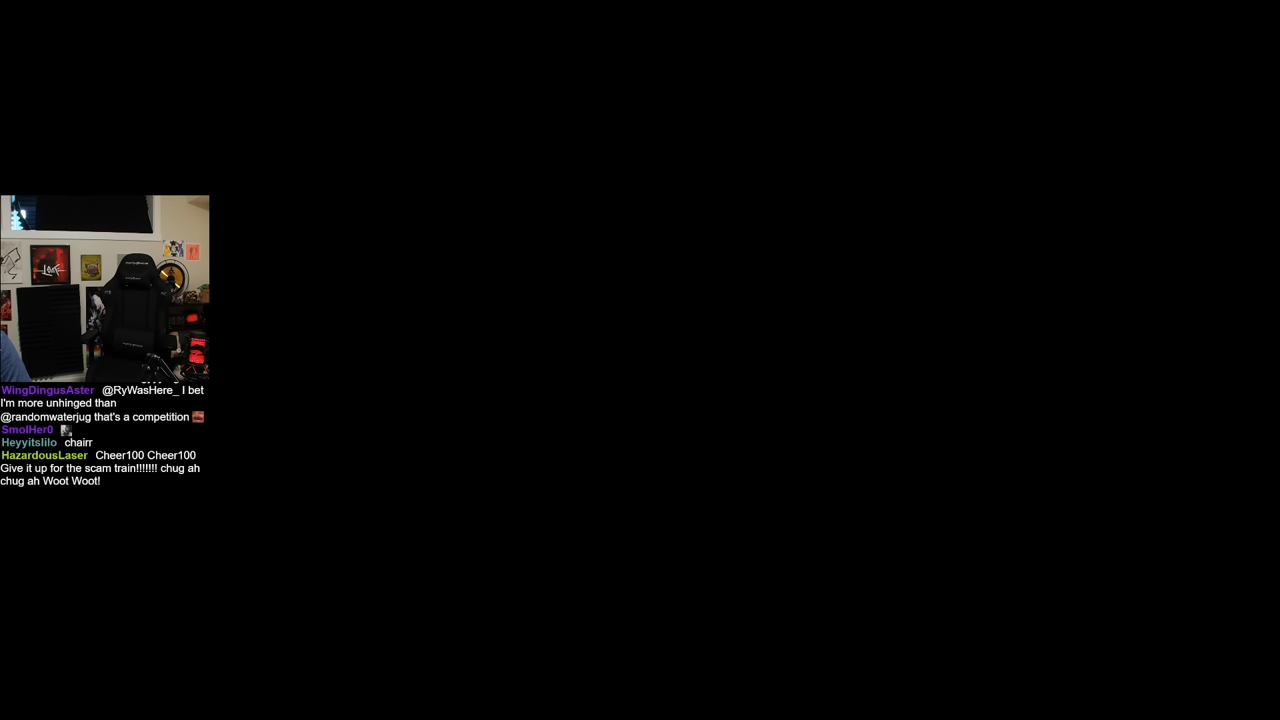 WingDingusAster @RyWasHere_ I bet
I'm more unhinged than
@randomwaterjug that's a competition
SmolHer0
Heyyitslilo chairr
HazardousLaser Cheer100 Cheer100
Give it up for the scam train!!!!!!! chug ah
chug ah Woot Woot!